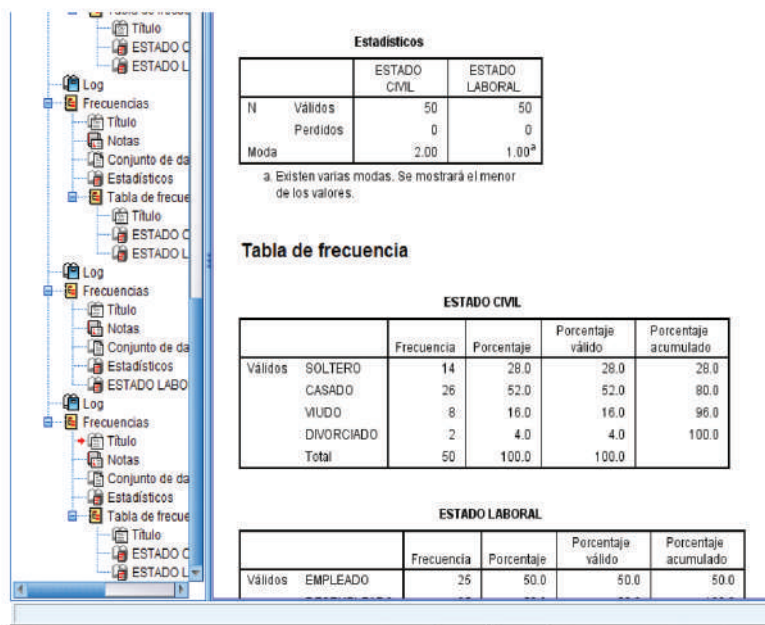 Título
ESTADO C
ESTADO L
Log
Frecuencias
Título
Notas
Conjunto de da
Estadísticos
Tabla de frecue
Título
ESTADO C
ESTADO L
Log
Frecuencias
Título
Notas
Conjunto de da
Estadísticos
ESTADO LABO
Log
Frecuencias
Título
Notas
Conjunto de da
Estadísticos
Tabla de frecue
Título
ESTADO C
ESTADO L
Estadísticos
ESTADO CIVIL ESTADO LABORAL
N Válidos 50 50
Perdidos 0 0
Moda 2.00 1.00a
a. Existen varias modas. Se mostrará el menor
de los valores.
Tabla de frecuencia
ESTADO CIVIL
Frecuencia Porcentaje Porcentaje válido Porcentaje acumulado
Válidos SOLTERO 14 28.0 28.0 28.0
CASADO 26 52.0 52.0 80.0
VIUDO 8 16.0 16.0 96.0
DIVORCIADO 2 4.0 4.0 100.0
Total 50 100.0 100.0
ESTADO LABORAL
Frecuencia Porcentaje Porcentaje válido Porcentaje acumulado
Válidos EMPLEADO 25 50.0 50.0 50.0